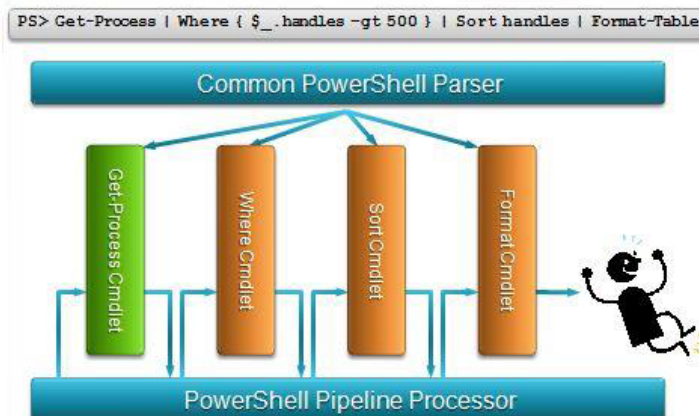 PS> Get-Process | Where { $_.handles -gt 500 } | Sort handles | Format-Table
Common PowerShell Parser
Get-Process Cmdlet
Where Cmdlet
Sort Cmdlet
Format Cmdlet
PowerShell Pipeline Processor